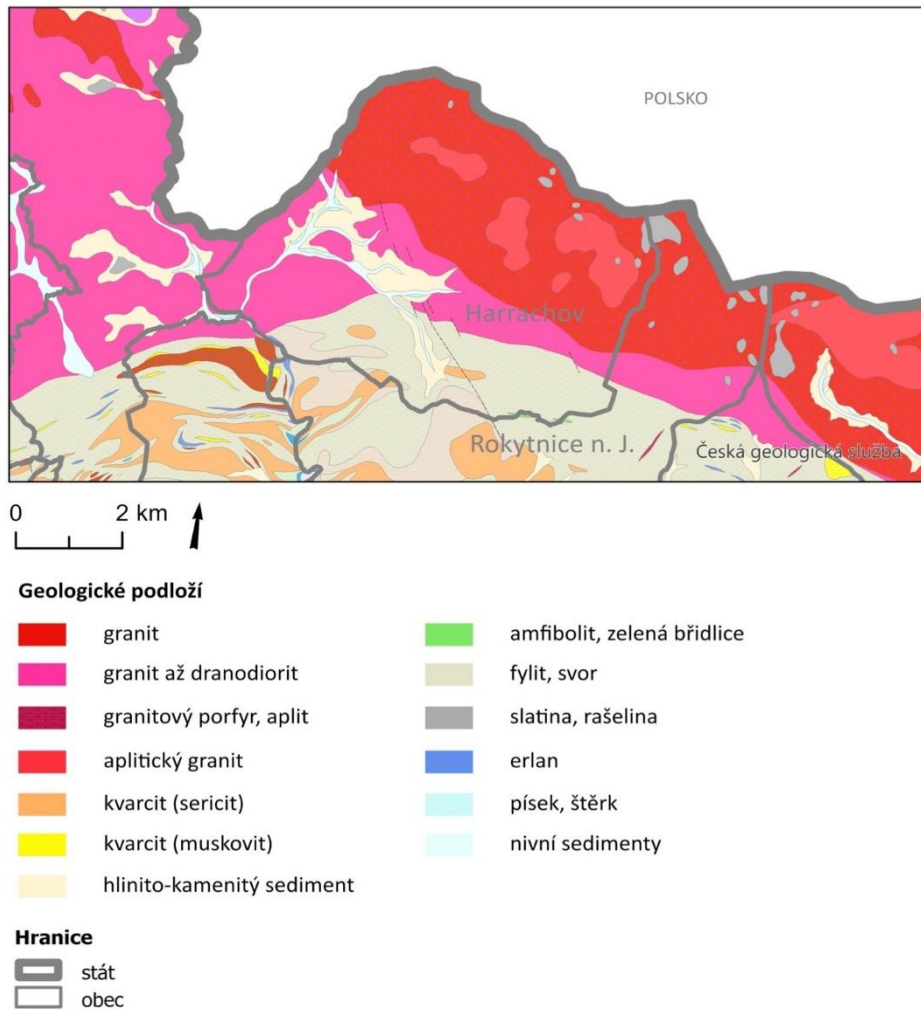 POLSKO
Harrachov
Rokytnice n. J.
Česká geologická služba
0 2 km
Geologické podloží
granit
granit až dranodiorit
granitový porfyr, aplit
aplitický granit
kvarcit (sericit)
kvarcit (muskovit)
hlinito-kamenitý sediment
amfibolit, zelená břidlice
fylit, svor
slatina, rašelina
erlan
písek, štěrk
nivní sedimenty
Hranice
stát
obec